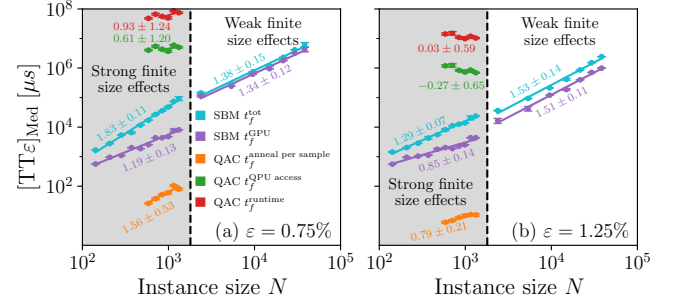 [TTε]Med [μs]
10^8
10^6
10^4
10^2
0.93 ± 1.24
0.61 ± 1.20
Strong finite
size effects
1.83 ± 0.11
1.19 ± 0.13
1.56 ± 0.53
Weak finite
size effects
1.38 ± 0.15
1.34 ± 0.12
SBM t_f^tot
SBM t_f^GPU
QAC t_f^anneal per sample
QAC t_f^QPU access
QAC t_f^runtime
(a) ε = 0.75%
10^2 10^3 10^4 10^5
Instance size N
0.03 ± 0.59
−0.27 ± 0.65
1.29 ± 0.07
0.85 ± 0.14
Strong finite
size effects
0.79 ± 0.21
Weak finite
size effects
1.53 ± 0.14
1.51 ± 0.11
(b) ε = 1.25%
10^2 10^3 10^4 10^5
Instance size N